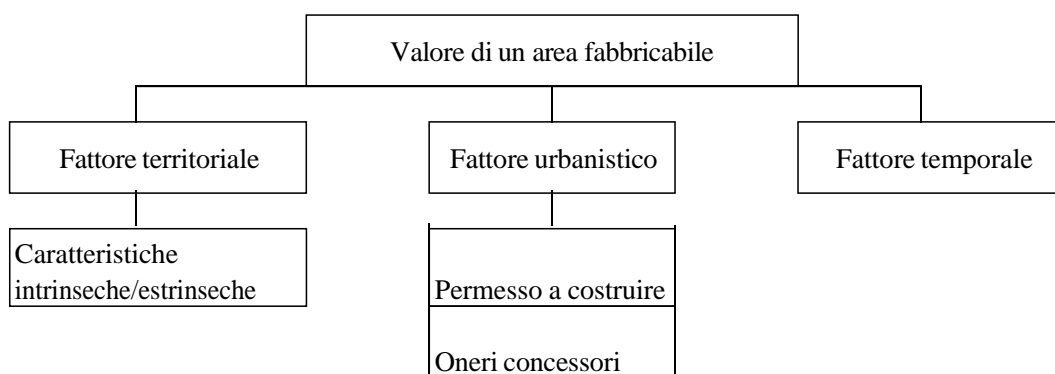 Valore di un area fabbricabile
Fattore territoriale
Fattore urbanistico
Fattore temporale
Caratteristiche
intrinseche/estrinseche
Permesso a costruire
Oneri concessori